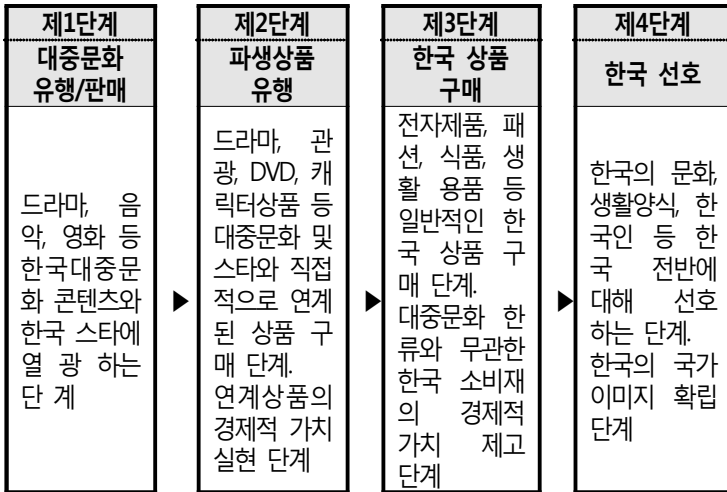 제1단계
대중문화
유행/판매
드라마, 음
악, 영화 등
한국대중문
화 콘텐츠와
한국 스타에
열 광 하는
단 계
▶
제2단계
파생상품
유행
드라마, 관
광, DVD, 캐
릭터상품 등
대중문화 및
스타와 직접
적으로 연계
된 상품 구
매 단계.
연계상품의
경제적 가치
실현 단계
▶
제3단계
한국 상품
구매
전자제품, 패
션, 식품, 생
활 용품 등
일반적인 한
국 상품 구
매 단계.
대중문화 한
류와 무관한
한국 소비재
의 경제적
가치 제고
단계
▶
제4단계
한국 선호
한국의 문화,
생활양식, 한
국인 등 한
국 전반에
대해 선호
하는 단계.
한국의 국가
이미지 확립
단계